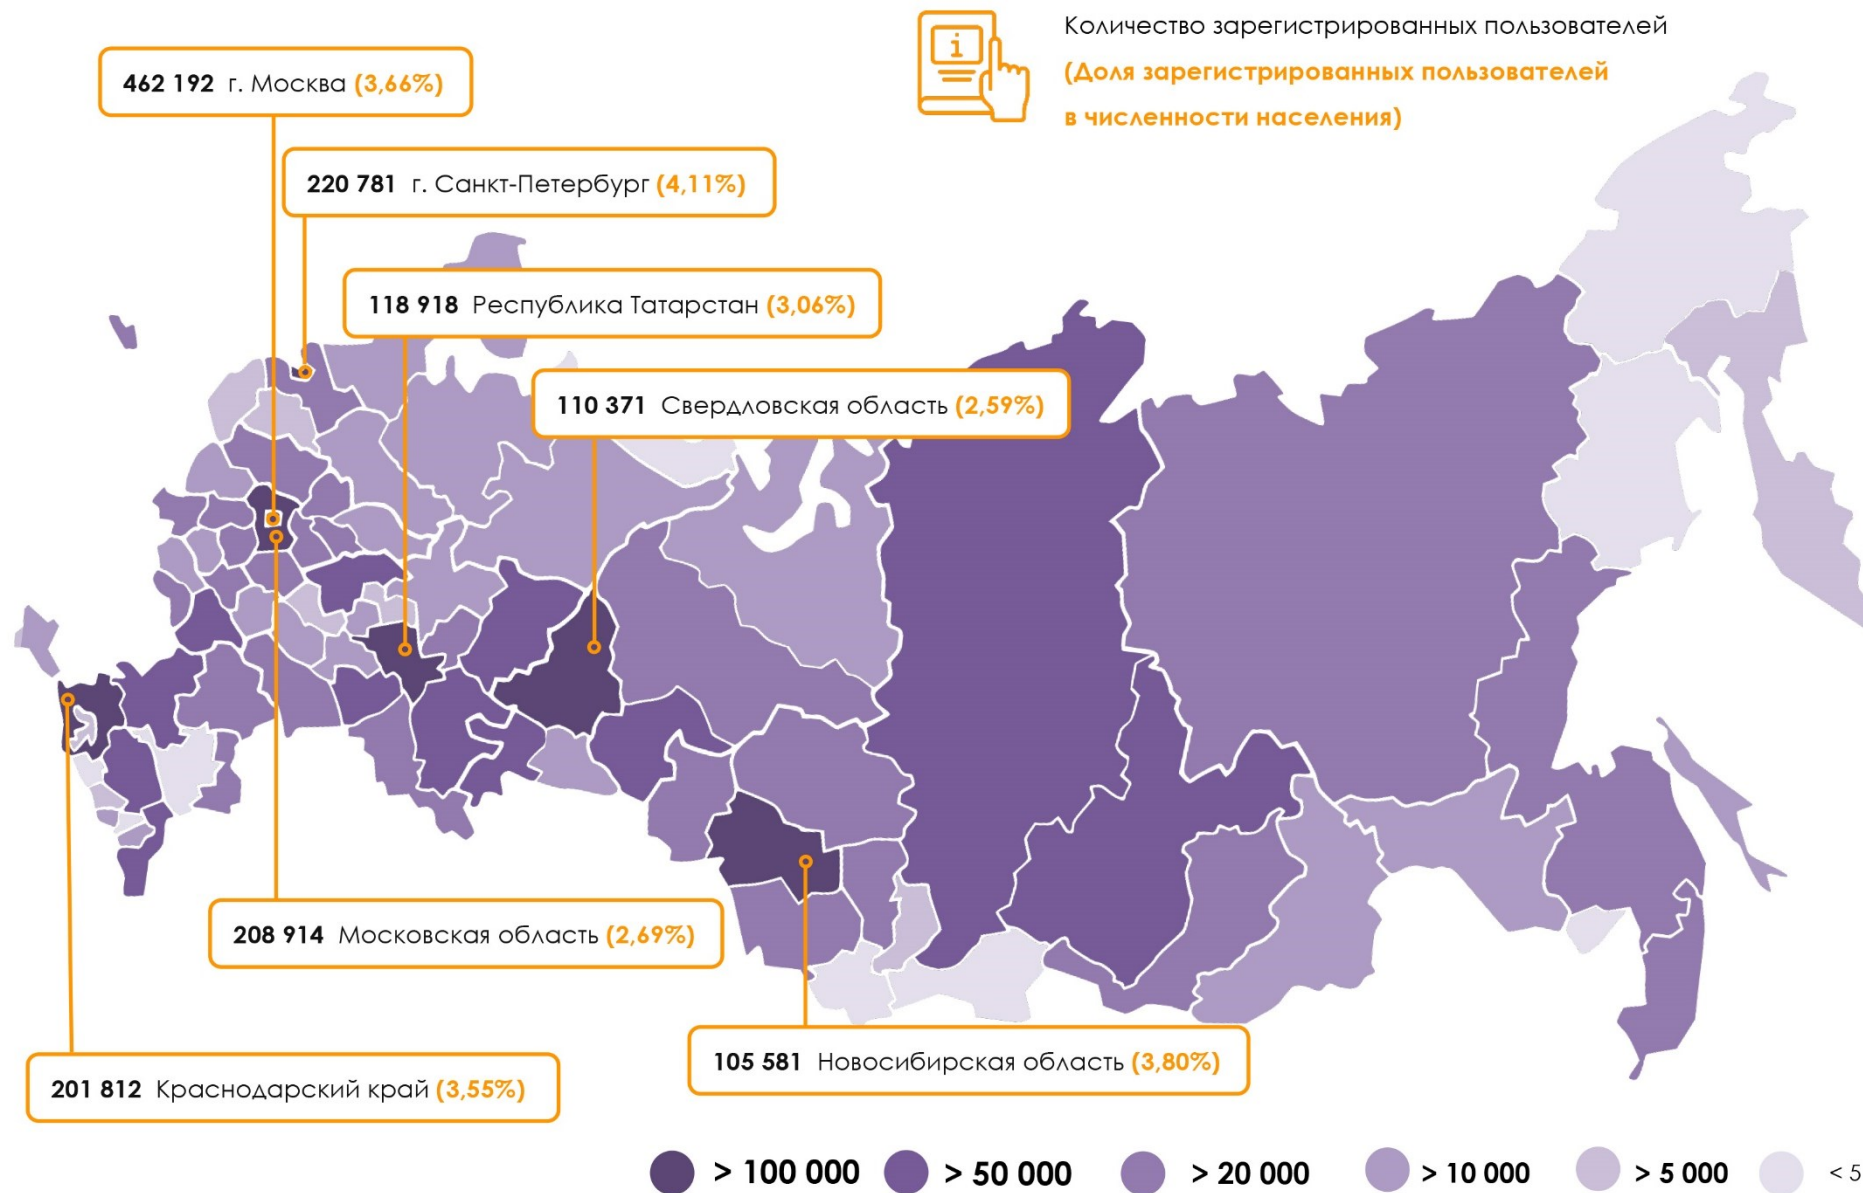 Количество зарегистрированных пользователей
(Доля зарегистрированных пользователей
в численности населения)
462 192 г. Москва (3,66%)
220 781 г. Санкт-Петербург (4,11%)
118 918 Республика Татарстан (3,06%)
110 371 Свердловская область (2,59%)
208 914 Московская область (2,69%)
105 581 Новосибирская область (3,80%)
201 812 Краснодарский край (3,55%)
> 100 000 > 50 000 > 20 000 > 10 000 > 5 000 < 5